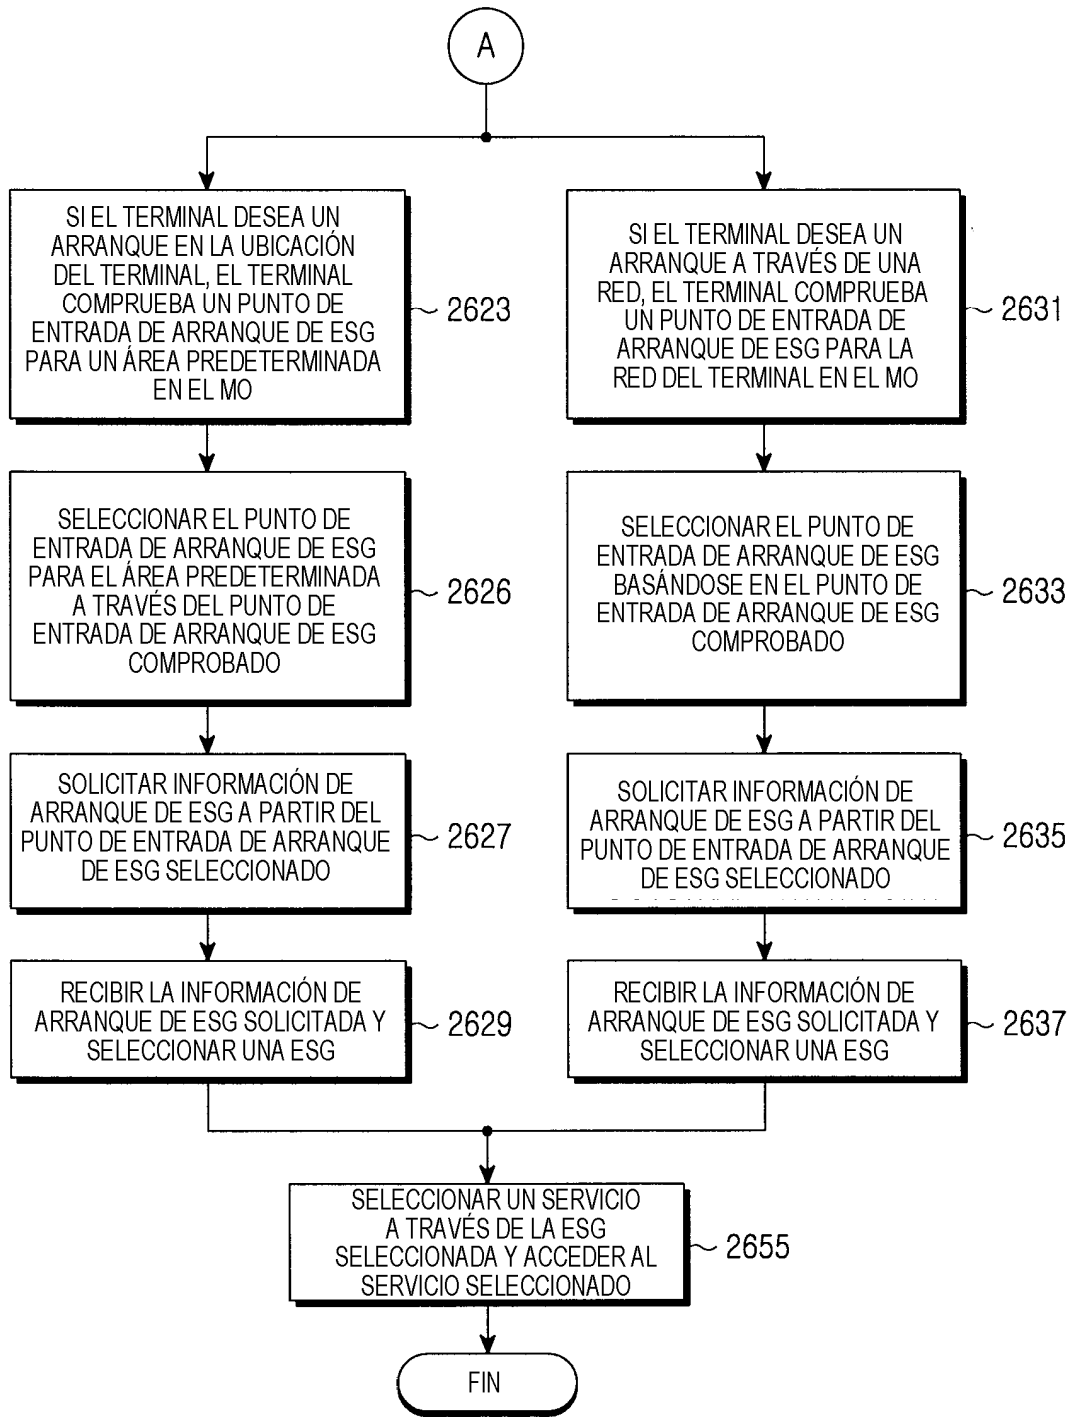 A
SI EL TERMINAL DESEA UN
ARRANQUE EN LA UBICACIÓN
DEL TERMINAL, EL TERMINAL
COMPRUEBA UN PUNTO DE
ENTRADA DE ARRANQUE DE ESG
PARA UN ÁREA PREDETERMINADA
EN EL MO
2623
SELECCIONAR EL PUNTO DE
ENTRADA DE ARRANQUE DE ESG
PARA EL ÁREA PREDETERMINADA
A TRAVÉS DEL PUNTO DE
ENTRADA DE ARRANQUE DE ESG
COMPROBADO
2626
SOLICITAR INFORMACIÓN DE
ARRANQUE DE ESG A PARTIR DEL
PUNTO DE ENTRADA DE ARRANQUE
DE ESG SELECCIONADO
2627
RECIBIR LA INFORMACIÓN DE
ARRANQUE DE ESG SOLICITADA Y
SELECCIONAR UNA ESG
2629
SI EL TERMINAL DESEA UN
ARRANQUE A TRAVÉS DE UNA
RED, EL TERMINAL COMPRUEBA
UN PUNTO DE ENTRADA DE
ARRANQUE DE ESG PARA LA
RED DEL TERMINAL EN EL MO
2631
SELECCIONAR EL PUNTO DE
ENTRADA DE ARRANQUE DE ESG
BASÁNDOSE EN EL PUNTO DE
ENTRADA DE ARRANQUE DE ESG
COMPROBADO
2633
SOLICITAR INFORMACIÓN DE
ARRANQUE DE ESG A PARTIR DEL
PUNTO DE ENTRADA DE ARRANQUE
DE ESG SELECCIONADO
2635
RECIBIR LA INFORMACIÓN DE
ARRANQUE DE ESG SOLICITADA Y
SELECCIONAR UNA ESG
2637
SELECCIONAR UN SERVICIO
A TRAVÉS DE LA ESG
SELECCIONADA Y ACCEDER AL
SERVICIO SELECCIONADO
2655
FIN